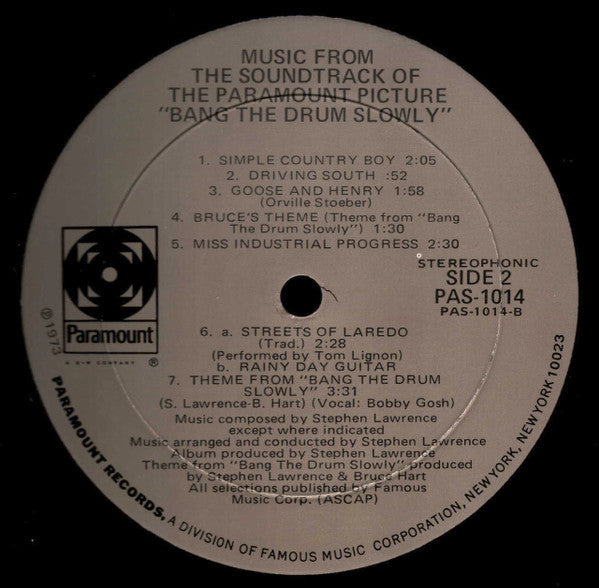 MUSIC FROM
THE SOUNDTRACK OF
THE PARAMOUNT PICTURE
"BANG THE DRUM SLOWLY"
1. SIMPLE COUNTRY BOY 2:05
2. DRIVING SOUTH :52
3. GOOSE AND HENRY 1:58
(Orville Stoeber)
4. BRUCE'S THEME (Theme from "Bang
The Drum Slowly") 1:30
5. MISS INDUSTRIAL PROGRESS 2:30
STEREOPHONIC
SIDE 2
PAS-1014
PAS-1014-B
Paramount
A G+W COMPANY
®
℗1973
6. a. STREETS OF LAREDO
(Trad.) 2:28
(Performed by Tom Lignon)
b. RAINY DAY GUITAR
7. THEME FROM "BANG THE DRUM
SLOWLY" 3:31
(S. Lawrence-B. Hart) (Vocal: Bobby Gosh)
Music composed by Stephen Lawrence
except where indicated
Music arranged and conducted by Stephen Lawrence
Album produced by Stephen Lawrence
Theme from "Bang The Drum Slowly" produced
by Stephen Lawrence & Bruce Hart
All selections published by Famous
Music Corp. (ASCAP)
PARAMOUNT RECORDS, A DIVISION OF FAMOUS MUSIC CORPORATION, NEW YORK, NEW YORK 10023